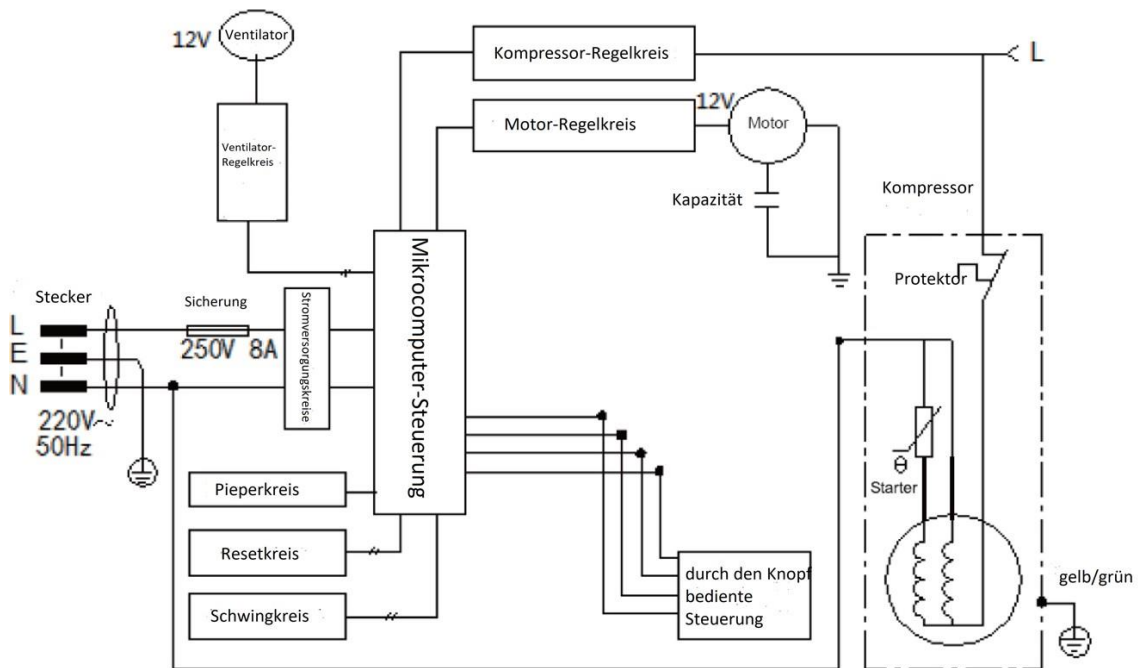 12V
Ventilator
Kompressor-Regelkreis
L
Ventilator-
Regelkreis
Motor-Regelkreis
12V
Motor
Kapazität
Kompressor
Protektor
Mikrocomputer-Steuerung
Stecker
Sicherung
L
250V 8A
E
N
220V~
50Hz
Stromversorgungskreise
θ
Starter
Pieperkreis
Resetkreis
Schwingkreis
durch den Knopf
bediente
Steuerung
gelb/grün